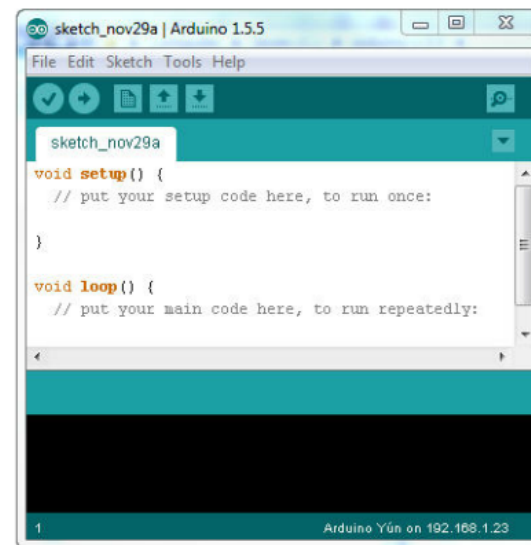 sketch_nov29a | Arduino 1.5.5
File Edit Sketch Tools Help
sketch_nov29a
void setup() {
  // put your setup code here, to run once:
}
void loop() {
  // put your main code here, to run repeatedly:
1
Arduino Yún on 192.168.1.23